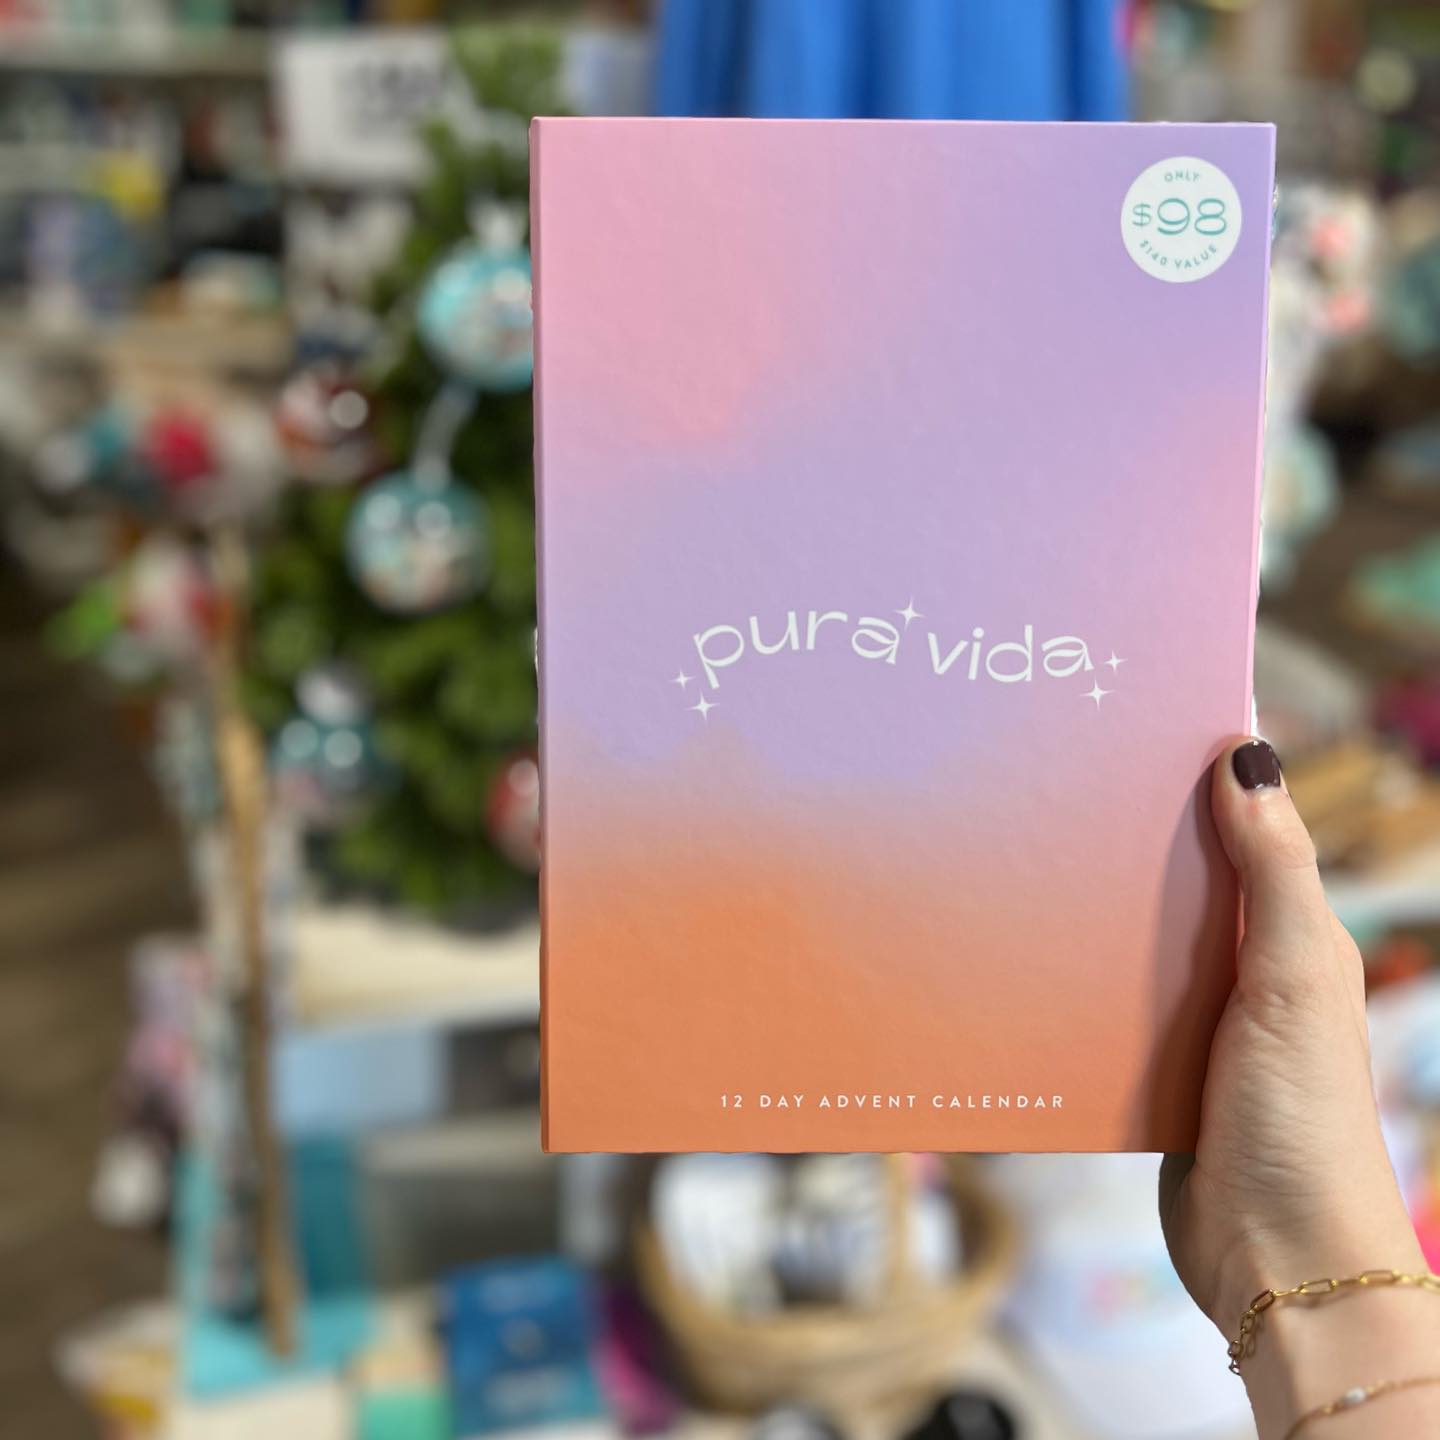 ONLY
$98
$140 VALUE
pura vida
12 DAY ADVENT CALENDAR